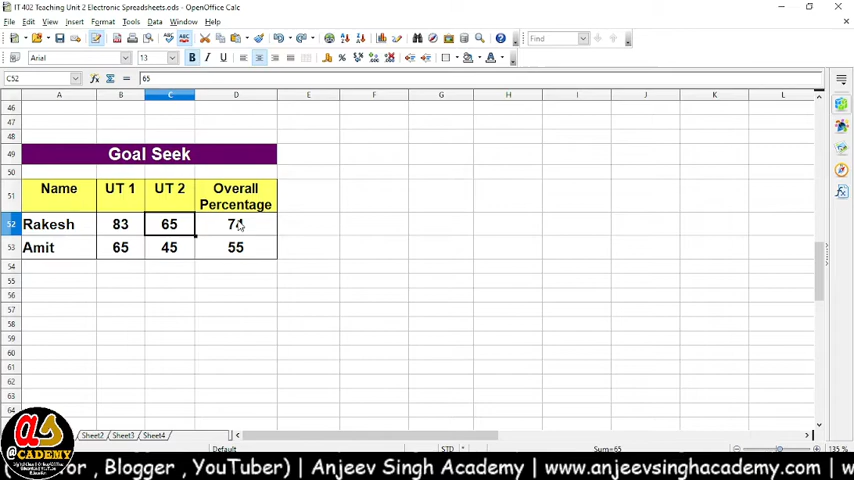 IT 402 Teaching Unit 2 Electronic Spreadsheets.ods - OpenOffice Calc
File Edit View Insert Format Tools Data Window Help
Find
Arial 13 B I U
C52 65
A B C D E F G H I J K L
46
47
48
49 Goal Seek
50
51 Name UT 1 UT 2 Overall Percentage
52 Rakesh 83 65
53 Amit 65 45 55
54
55
56
57
58
59
60
61
62
63
64
Sheet2 Sheet3 Sheet4
Default STD * Sum=65 135 %
as
@CADEMY
, Blogger , YouTuber) | Anjeev Singh Academy | www.anjeevsinghacademy.com |